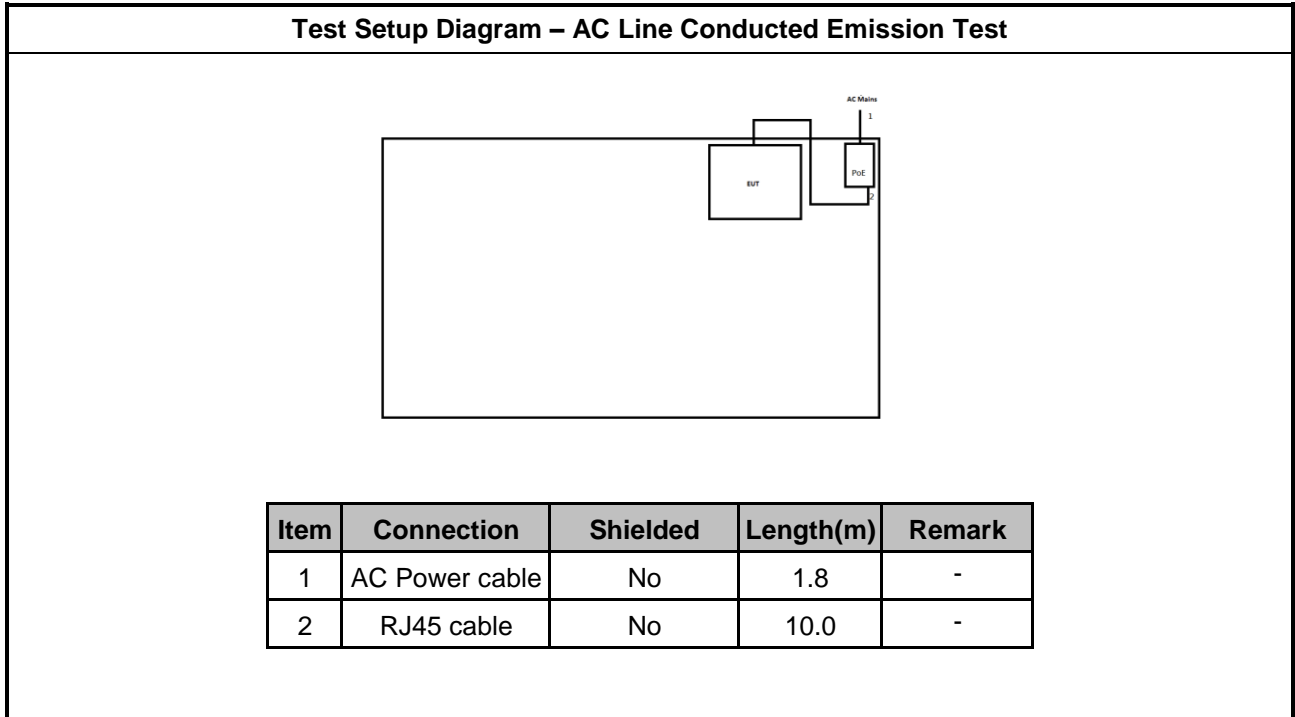 Test Setup Diagram – AC Line Conducted Emission Test
AC Mains
1
EUT
PoE
2
Item Connection Shielded Length(m) Remark
1 AC Power cable No 1.8 -
2 RJ45 cable No 10.0 -